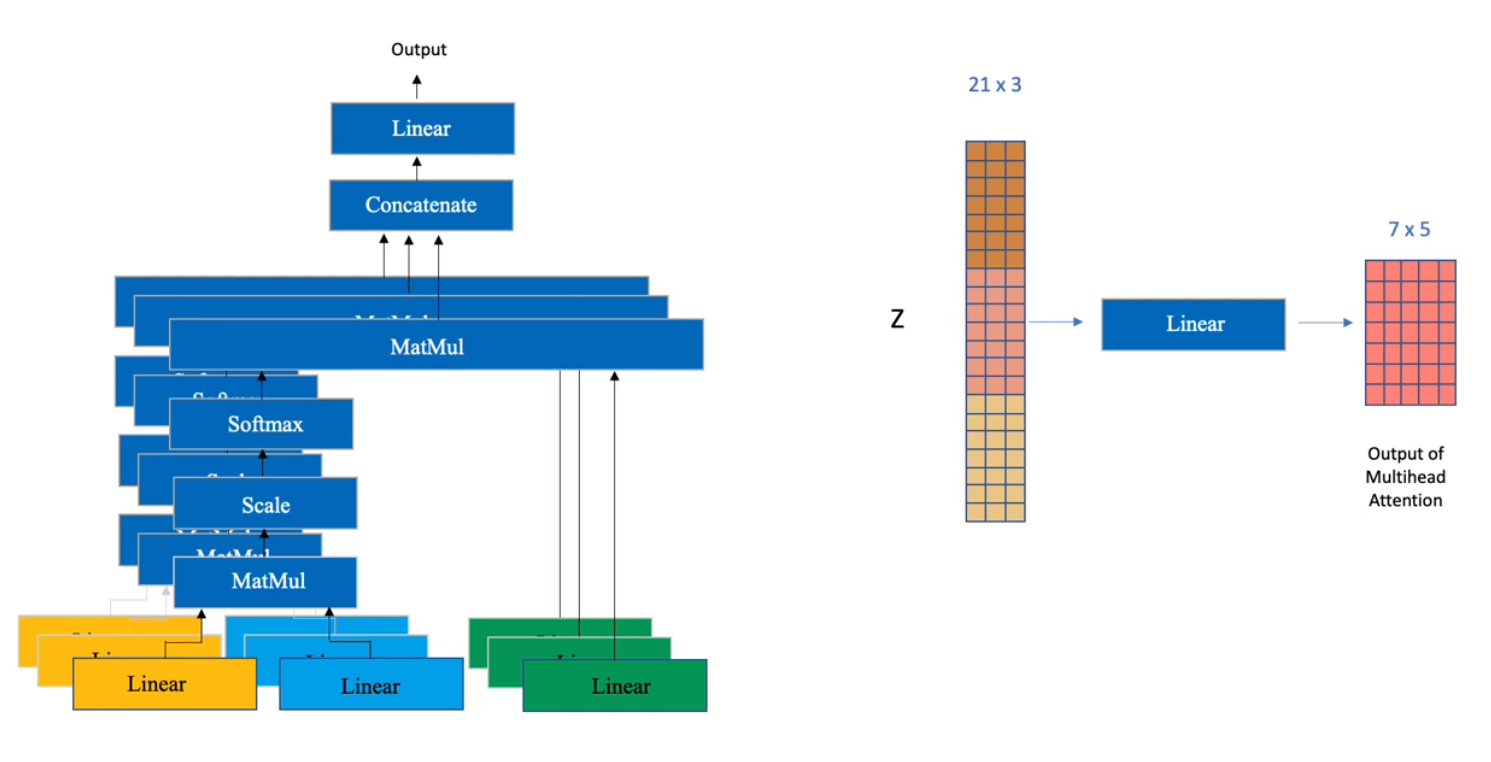 Output
Linear
Concatenate
MatMul
Softmax
Scale
MatMul
MatMul
Linear
Linear
Linear
21 x 3
Z
Linear
7 x 5
Output of
Multihead
Attention